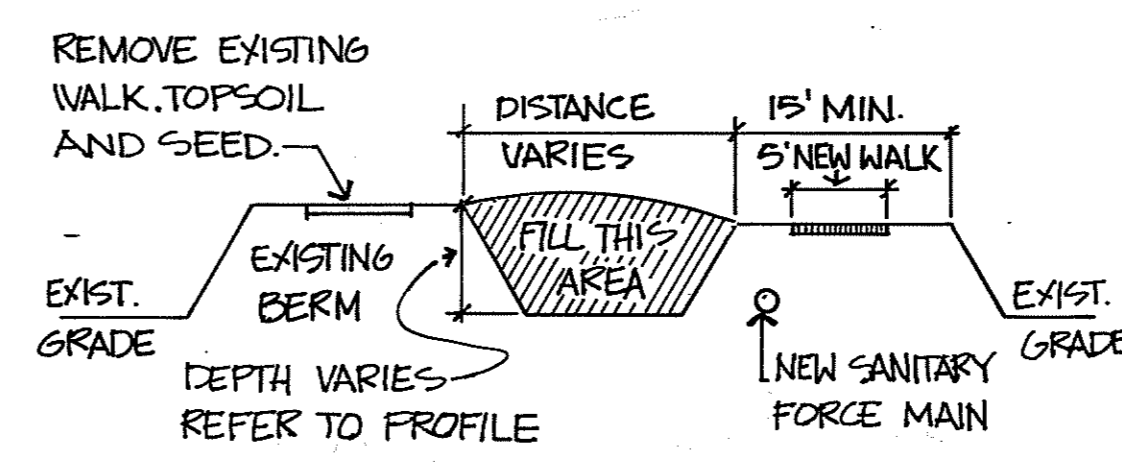 REMOVE EXISTING
WALK. TOPSOIL
AND SEED.
DISTANCE
VARIES
15' MIN.
5' NEW WALK
FILL THIS
AREA
EXISTING
BERM
EXIST.
GRADE
DEPTH VARIES
REFER TO PROFILE
NEW SANITARY
FORCE MAIN
EXIST.
GRADE